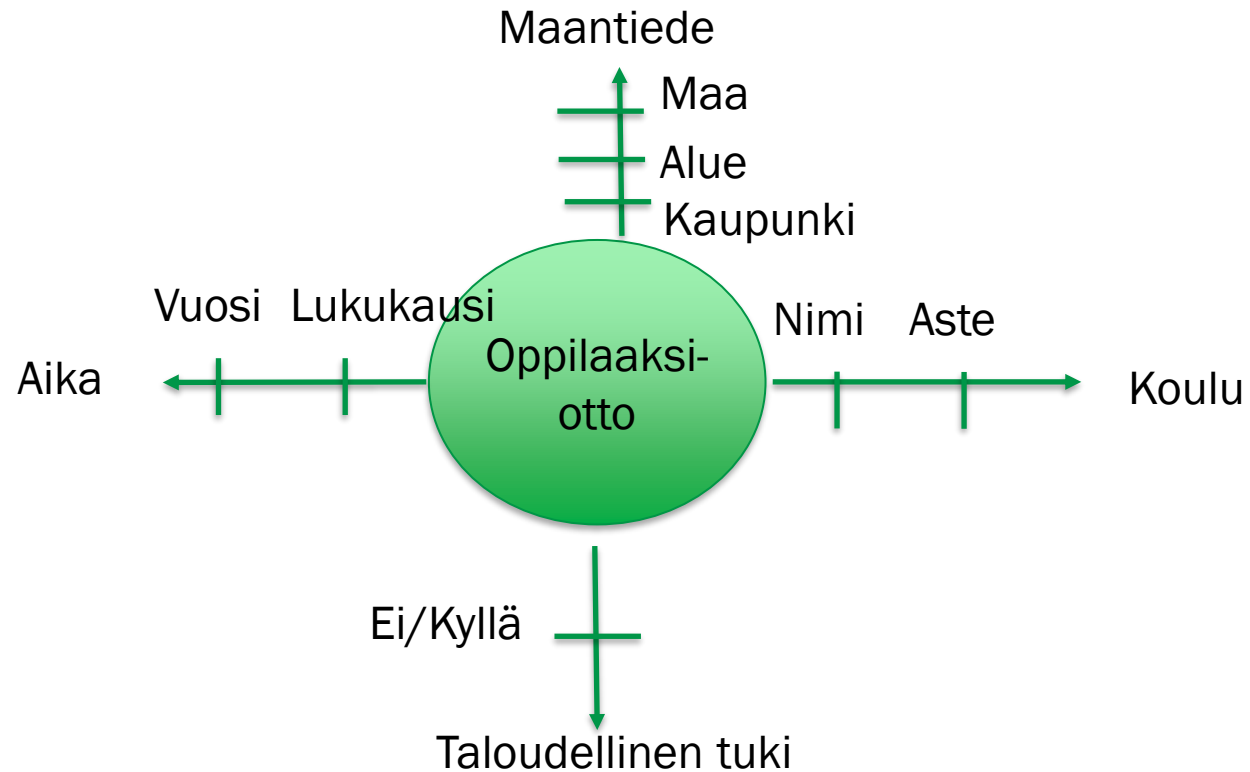 Maantiede
Maa
Alue
Kaupunki
Vuosi
Lukukausi
Nimi
Aste
Aika
Oppilaaksi-
otto
Koulu
Ei/Kyllä
Taloudellinen tuki